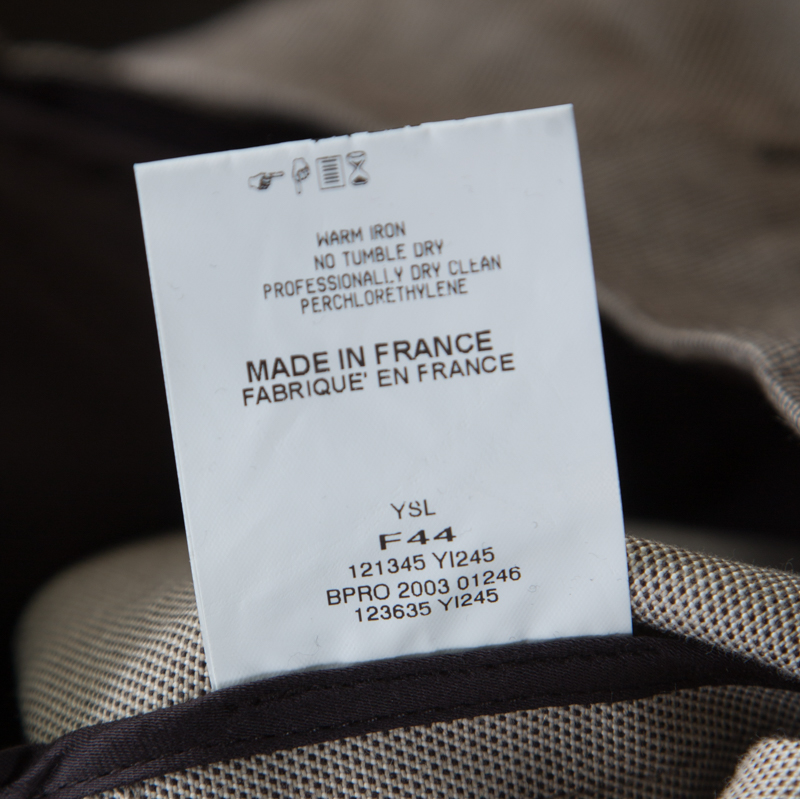 WARM IRON
NO TUMBLE DRY
PROFESSIONALLY DRY CLEAN
PERCHLORETHYLENE
MADE IN FRANCE
FABRIQUE' EN FRANCE
YSL
F44
121345 YI245
BPRO 2003 01246
123635 YI245